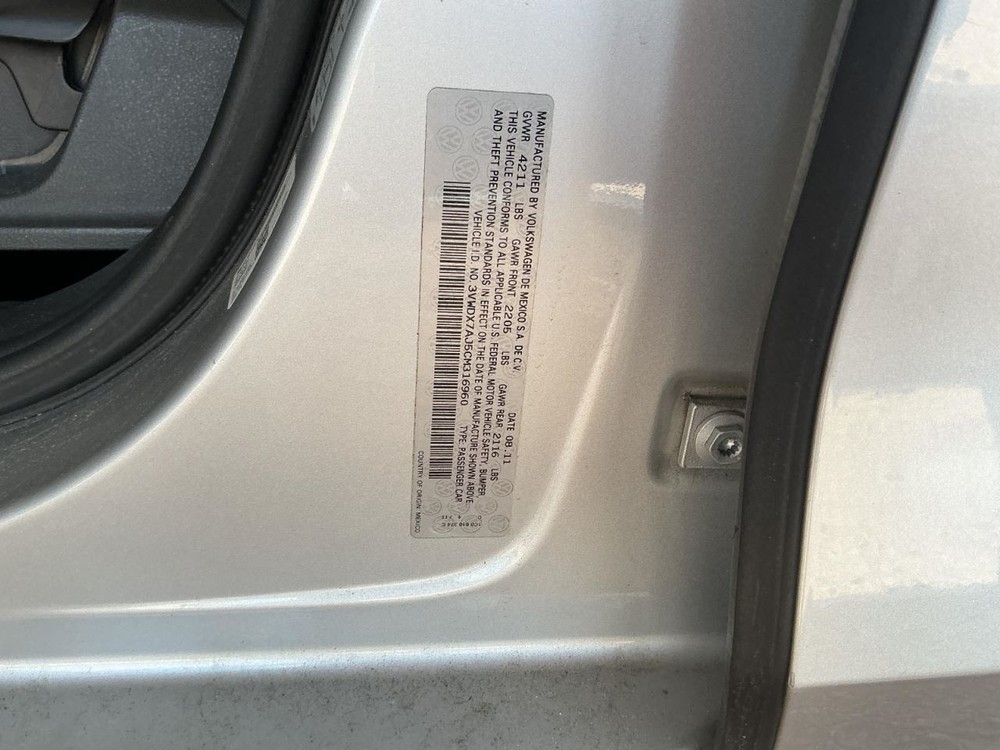 MANUFACTURED BY VOLKSWAGEN DE MEXICO S.A. DE C.V. DATE 08.11
GVWR 4211 LBS GAWR FRONT 2205 LBS GAWR REAR 2116 LBS
THIS VEHICLE CONFORMS TO ALL APPLICABLE U.S. FEDERAL MOTOR VEHICLE SAFETY, BUMPER,
AND THEFT PREVENTION STANDARDS IN EFFECT ON THE DATE OF MANUFACTURE SHOWN ABOVE.
VEHICLE I.D. NO. 3VWDX7AJ5CM316960 TYPE: PASSENGER CAR
COUNTRY OF ORIGIN: MEXICO